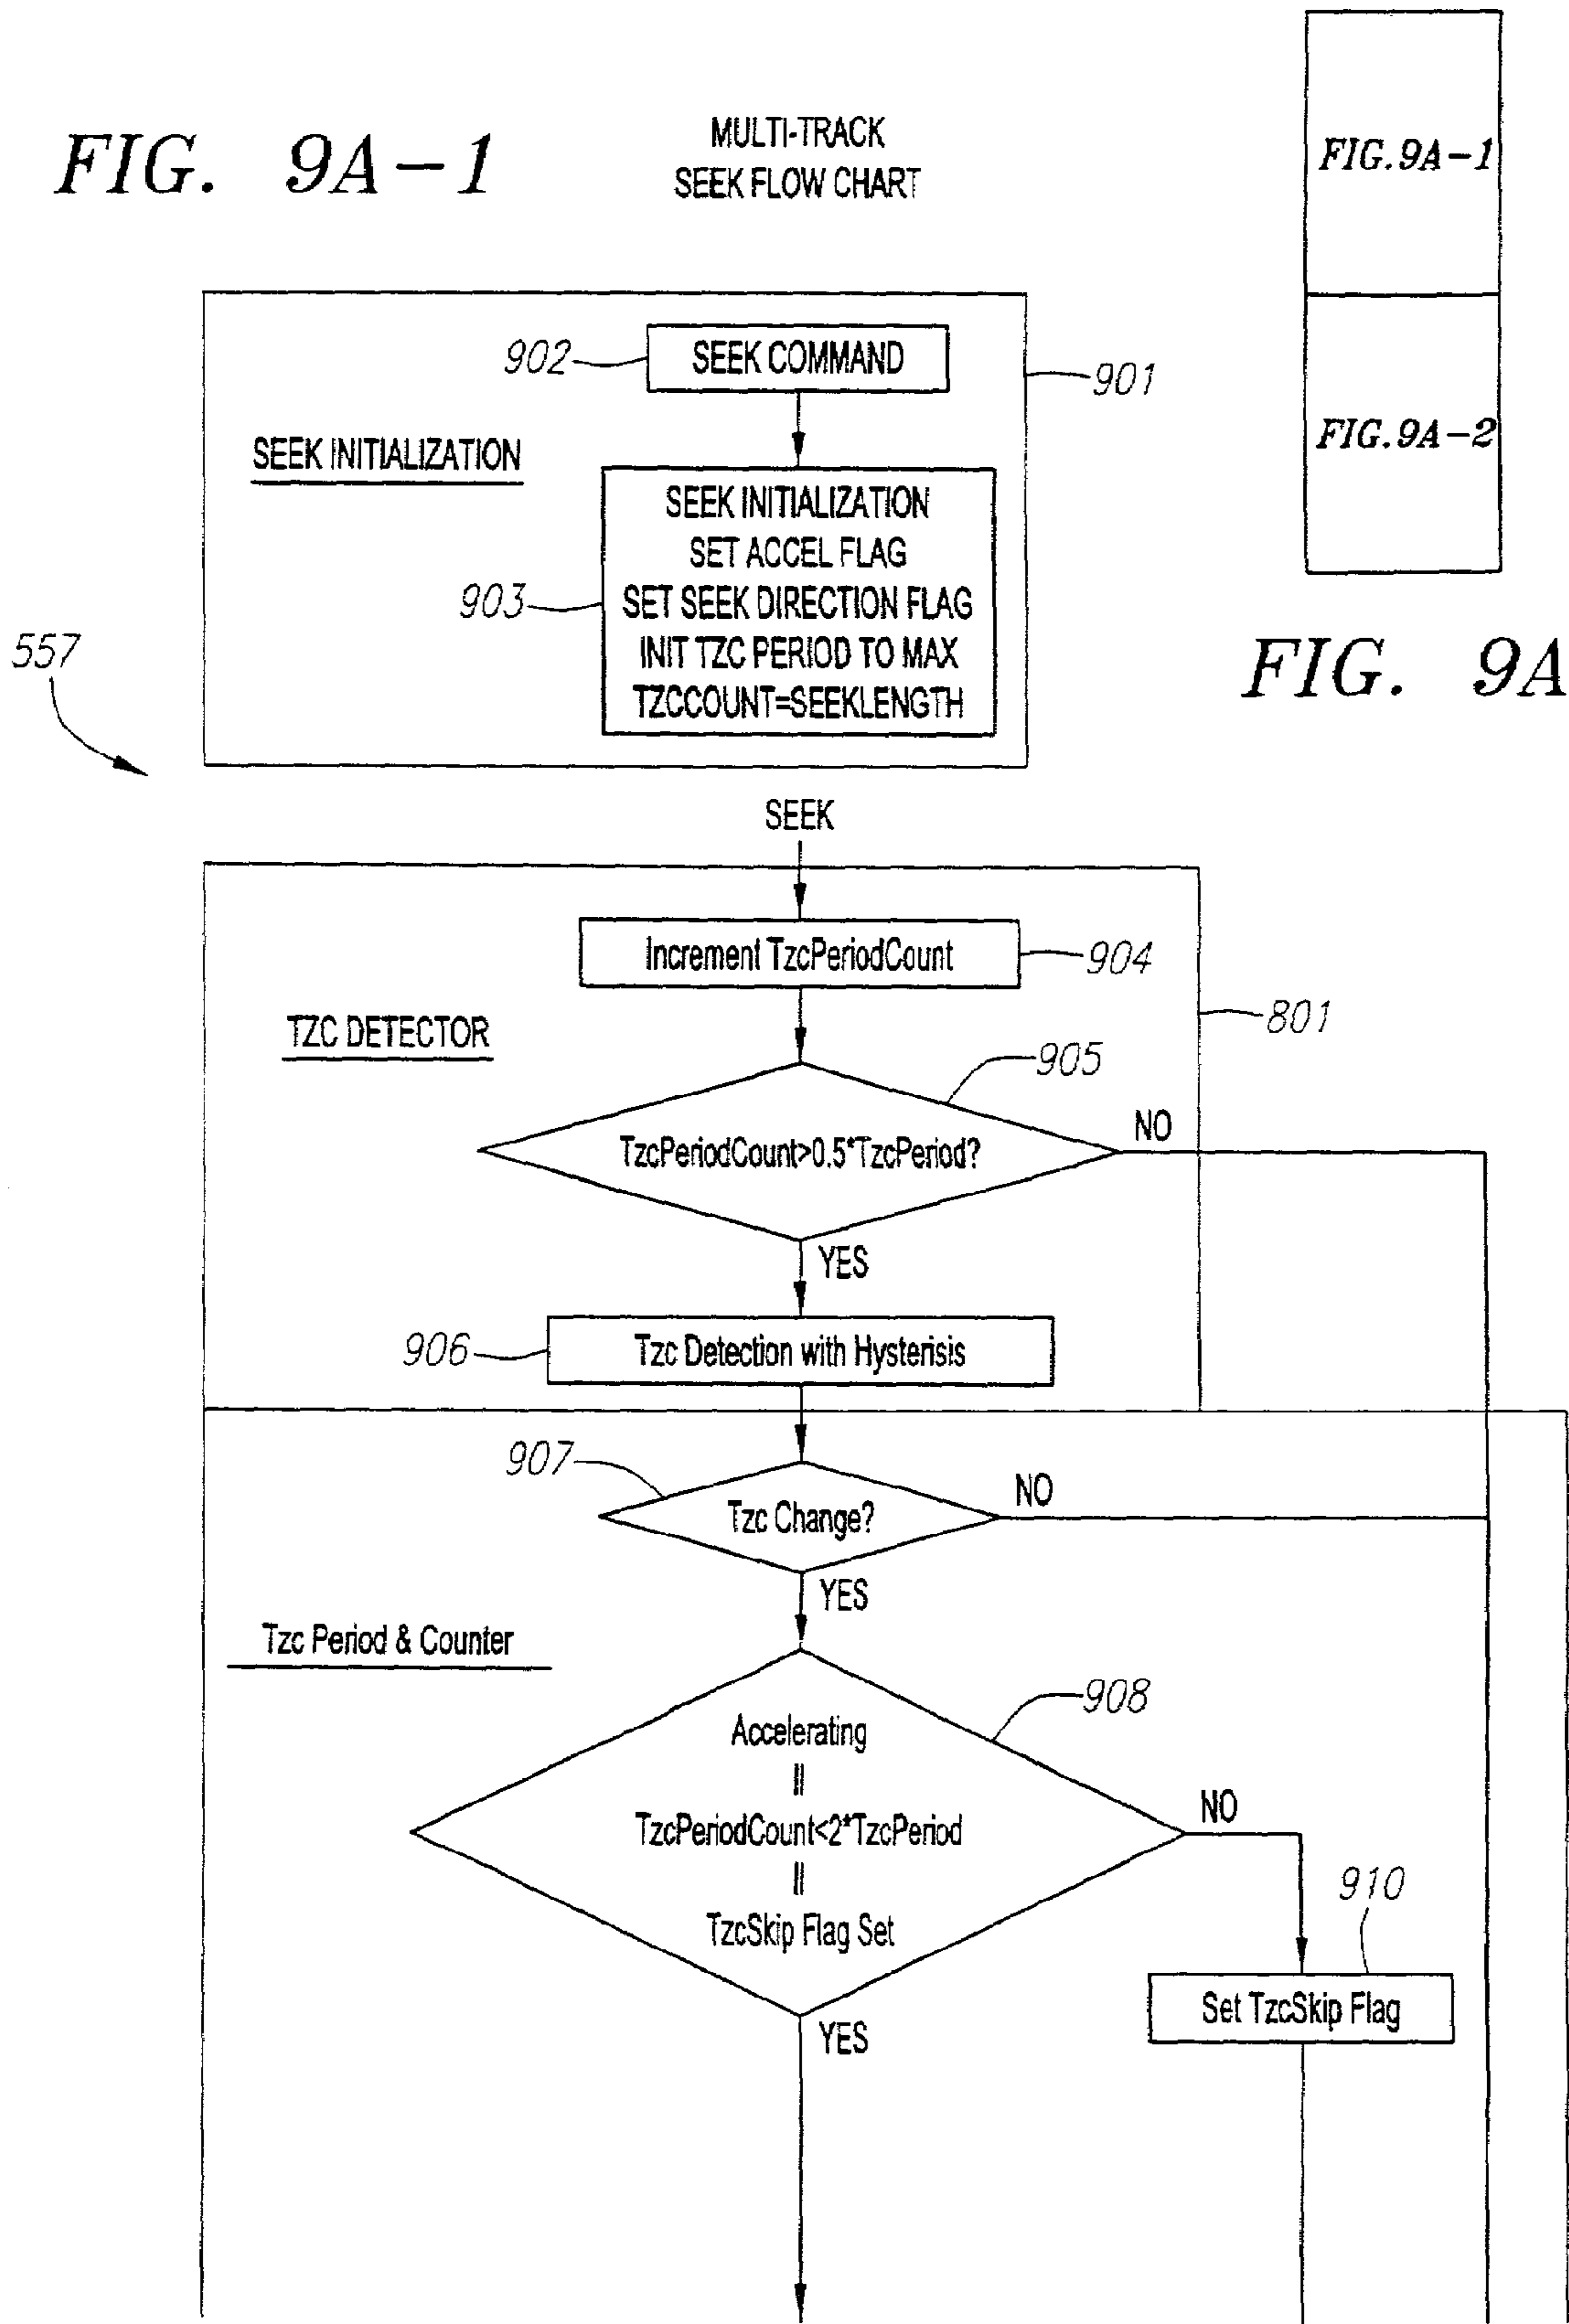 FIG. 9A-1
MULTI-TRACK
SEEK FLOW CHART
FIG.9A-1
FIG.9A-2
FIG. 9A
902
SEEK COMMAND
901
SEEK INITIALIZATION
903
SEEK INITIALIZATION
SET ACCEL FLAG
SET SEEK DIRECTION FLAG
INIT TZC PERIOD TO MAX
TZCCOUNT=SEEKLENGTH
557
SEEK
Increment TzcPeriodCount
904
TZC DETECTOR
801
905
TzcPeriodCount>0.5*TzcPeriod?
NO
YES
906
Tzc Detection with Hysterisis
907
Tzc Change?
NO
YES
Tzc Period & Counter
908
Accelerating
||
TzcPeriodCount<2*TzcPeriod
||
TzcSkip Flag Set
NO
910
Set TzcSkip Flag
YES